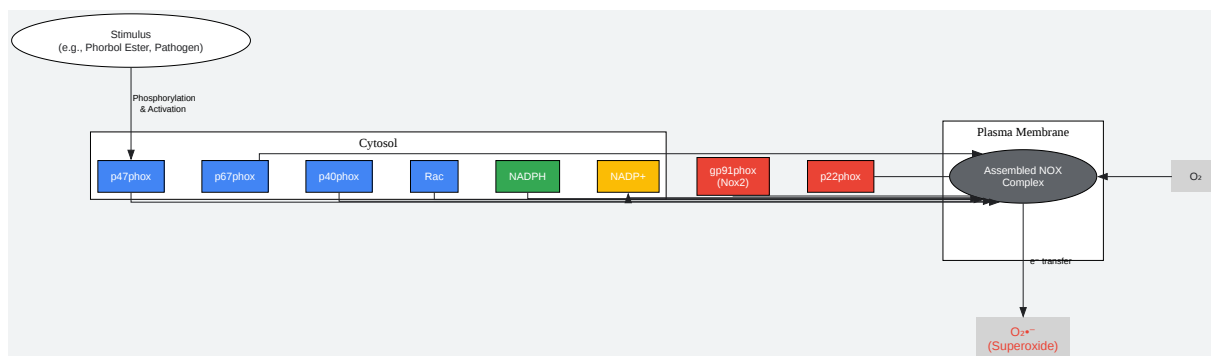 Stimulus
(e.g., Phorbol Ester, Pathogen)
Phosphorylation
& Activation
Cytosol
Plasma Membrane
p47phox
p67phox
p40phox
Rac
NADPH
NADP+
gp91phox
(Nox2)
p22phox
Assembled NOX
Complex
O₂
e⁻ transfer
O₂•⁻
(Superoxide)